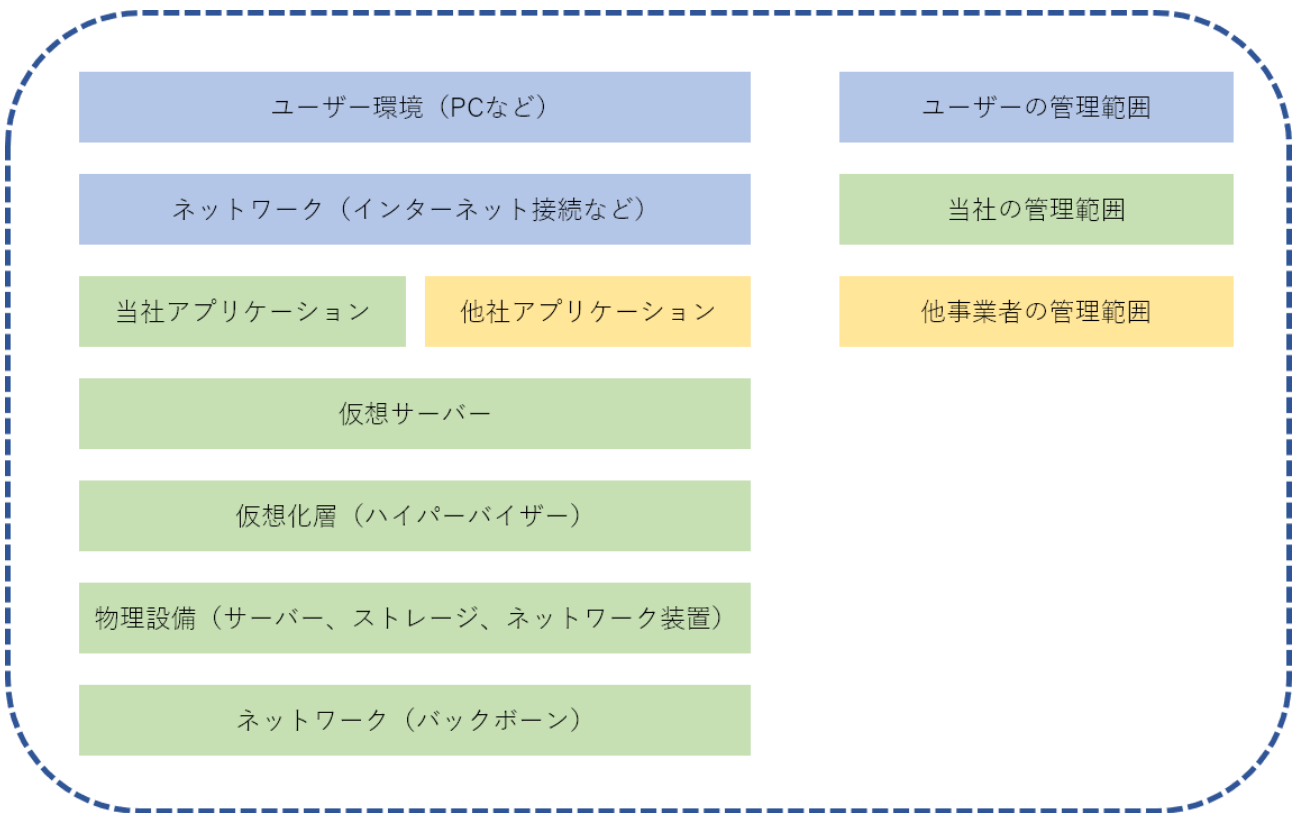 ユーザー環境（PCなど）
ユーザーの管理範囲
ネットワーク（インターネット接続など）
当社の管理範囲
当社アプリケーション
他社アプリケーション
他事業者の管理範囲
仮想サーバー
仮想化層（ハイパーバイザー）
物理設備（サーバー、ストレージ、ネットワーク装置）
ネットワーク（バックボーン）